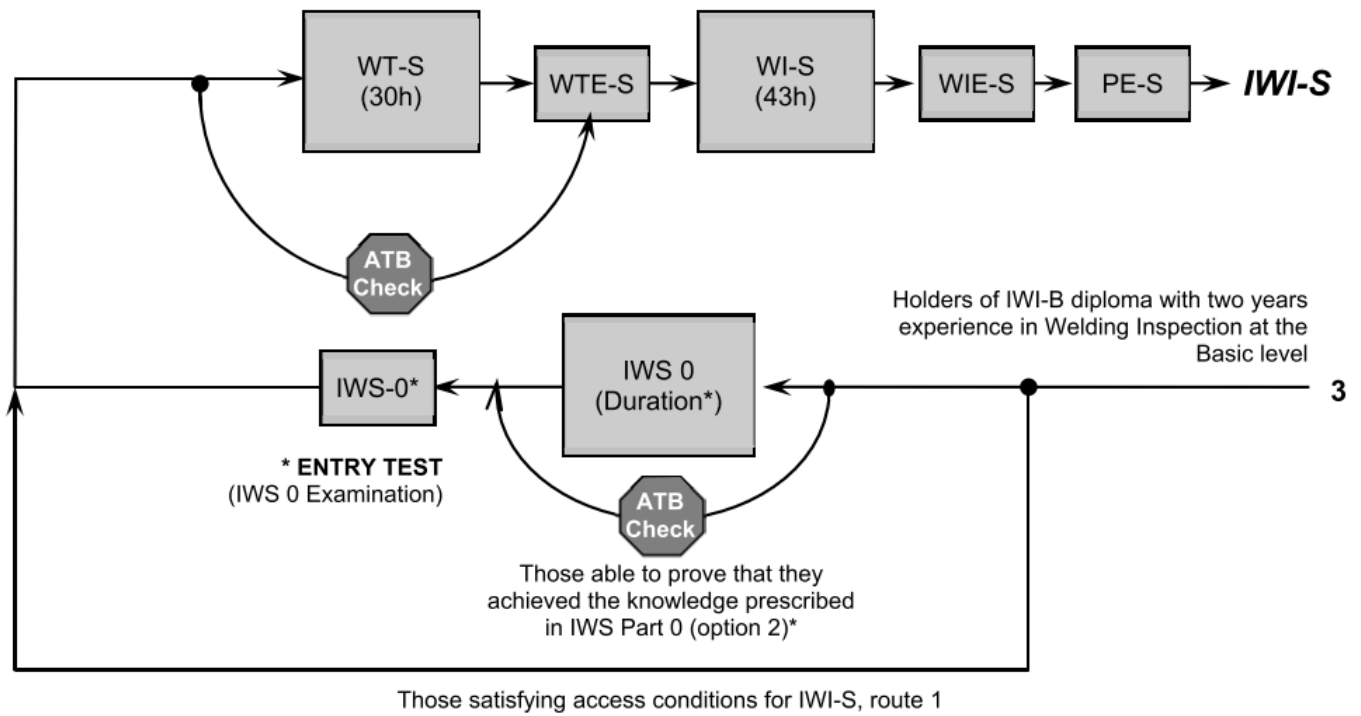 WT-S
(30h)
WTE-S
WI-S
(43h)
WIE-S
PE-S
IWI-S
ATB
Check
Holders of IWI-B diploma with two years
experience in Welding Inspection at the
Basic level
IWS-0*
IWS 0
(Duration*)
3
* ENTRY TEST
(IWS 0 Examination)
ATB
Check
Those able to prove that they
achieved the knowledge prescribed
in IWS Part 0 (option 2)*
Those satisfying access conditions for IWI-S, route 1